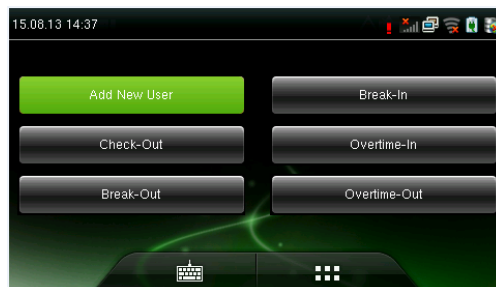 15.08.13 14:37
Add New User
Break-In
Check-Out
Overtime-In
Break-Out
Overtime-Out